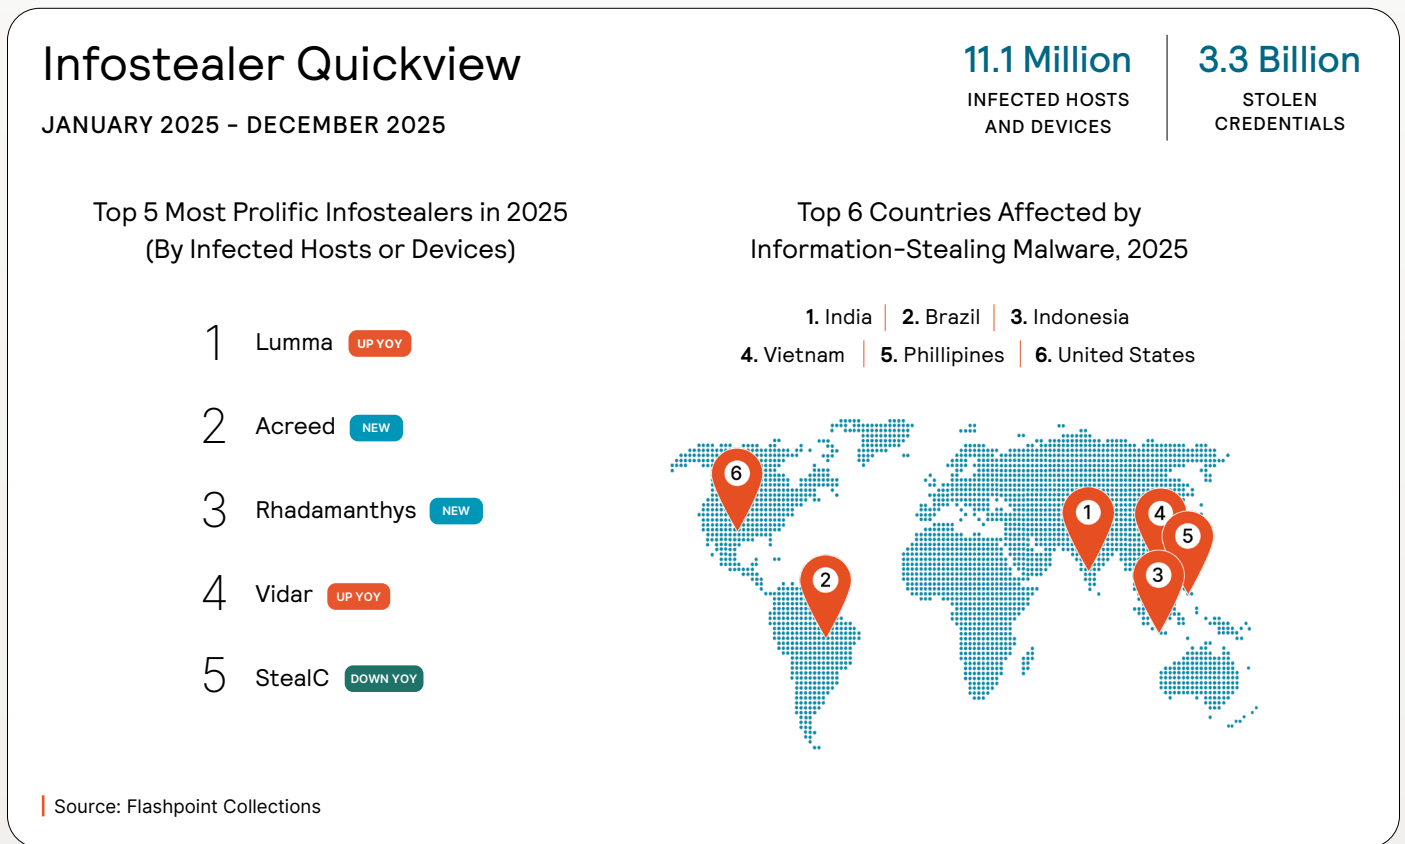 Infostealer Quickview
JANUARY 2025 – DECEMBER 2025
11.1 Million
INFECTED HOSTS
AND DEVICES
3.3 Billion
STOLEN
CREDENTIALS
Top 5 Most Prolific Infostealers in 2025
(By Infected Hosts or Devices)
1 Lumma UP YOY
2 Acreed NEW
3 Rhadamanthys NEW
4 Vidar UP YOY
5 StealC DOWN YOY
Top 6 Countries Affected by
Information-Stealing Malware, 2025
1. India | 2. Brazil | 3. Indonesia
4. Vietnam | 5. Phillipines | 6. United States
6
1
4
5
3
2
Source: Flashpoint Collections